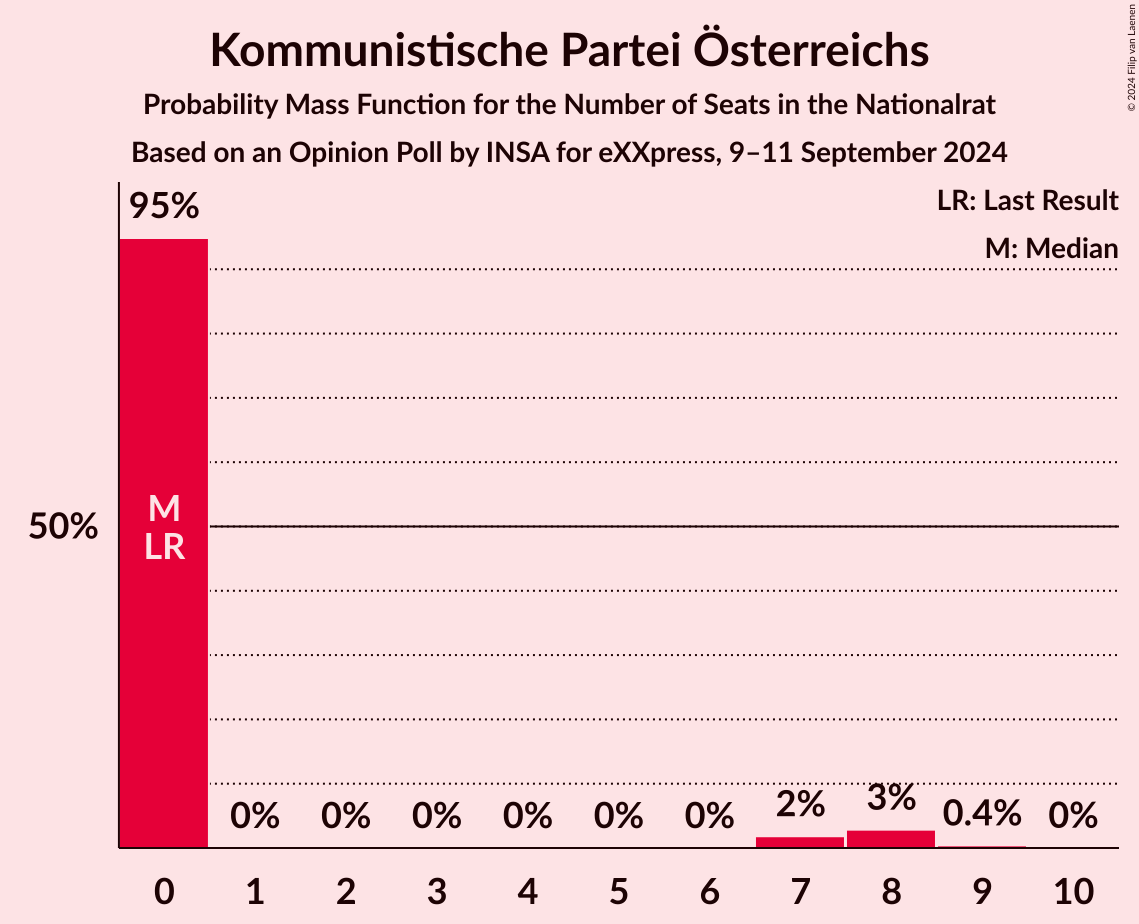 Kommunistische Partei Österreichs
Probability Mass Function for the Number of Seats in the Nationalrat
Based on an Opinion Poll by INSA for eXXpress, 9–11 September 2024
© 2024 Filip van Laenen
LR: Last Result
M: Median
95%
M
LR
50%
0% 0% 0% 0% 0% 0% 2% 3% 0.4% 0%
0 1 2 3 4 5 6 7 8 9 10